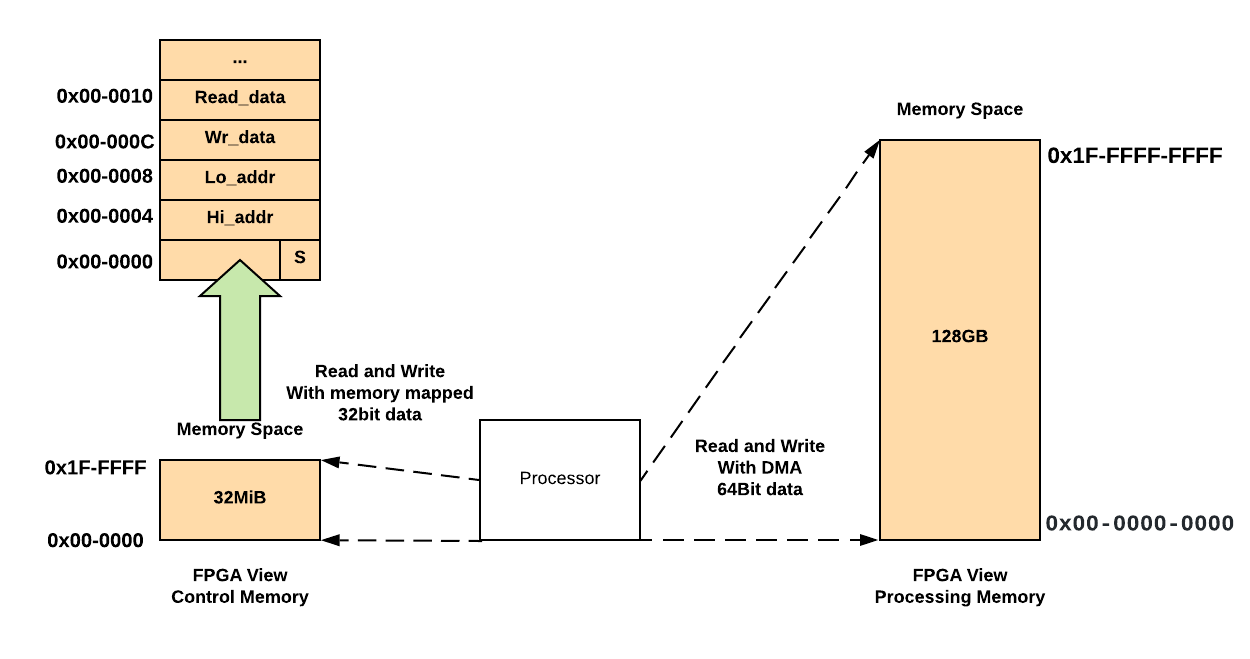 ...
0x00-0010
Read_data
0x00-000C
Wr_data
0x00-0008
Lo_addr
0x00-0004
Hi_addr
0x00-0000
S
Read and Write
With memory mapped
32bit data
Memory Space
0x1F-FFFF
32MiB
0x00-0000
FPGA View
Control Memory
Processor
Read and Write
With DMA
64Bit data
Memory Space
0x1F-FFFF-FFFF
128GB
0x00-0000-0000
FPGA View
Processing Memory